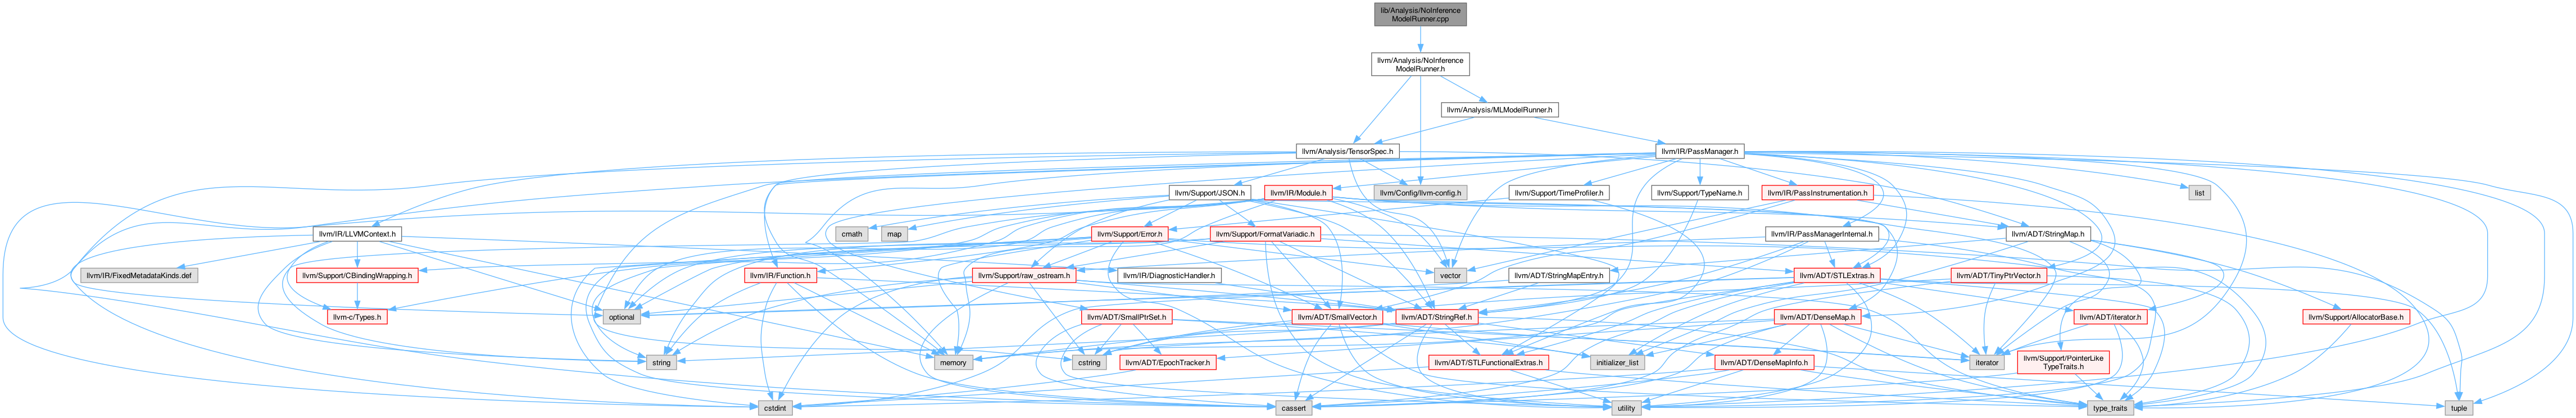 lib/Analysis/NoInference
ModelRunner.cpp
llvm/Analysis/NoInference
ModelRunner.h
llvm/Analysis/MLModelRunner.h
llvm/Analysis/TensorSpec.h
llvm/IR/PassManager.h
llvm/Support/JSON.h
llvm/IR/Module.h
llvm/Config/llvm-config.h
llvm/Support/TimeProfiler.h
llvm/Support/TypeName.h
llvm/IR/PassInstrumentation.h
list
llvm/IR/LLVMContext.h
cmath
map
llvm/Support/Error.h
llvm/Support/FormatVariadic.h
llvm/IR/PassManagerInternal.h
llvm/ADT/StringMap.h
llvm/IR/FixedMetadataKinds.def
llvm/Support/CBindingWrapping.h
llvm/IR/Function.h
llvm/Support/raw_ostream.h
llvm/IR/DiagnosticHandler.h
vector
llvm/ADT/StringMapEntry.h
llvm/ADT/STLExtras.h
llvm/ADT/TinyPtrVector.h
llvm-c/Types.h
optional
llvm/ADT/SmallPtrSet.h
llvm/ADT/SmallVector.h
llvm/ADT/StringRef.h
llvm/ADT/DenseMap.h
llvm/ADT/iterator.h
llvm/Support/AllocatorBase.h
string
memory
cstring
llvm/ADT/EpochTracker.h
initializer_list
llvm/ADT/STLFunctionalExtras.h
llvm/ADT/DenseMapInfo.h
iterator
llvm/Support/PointerLike
TypeTraits.h
cstdint
cassert
utility
type_traits
tuple